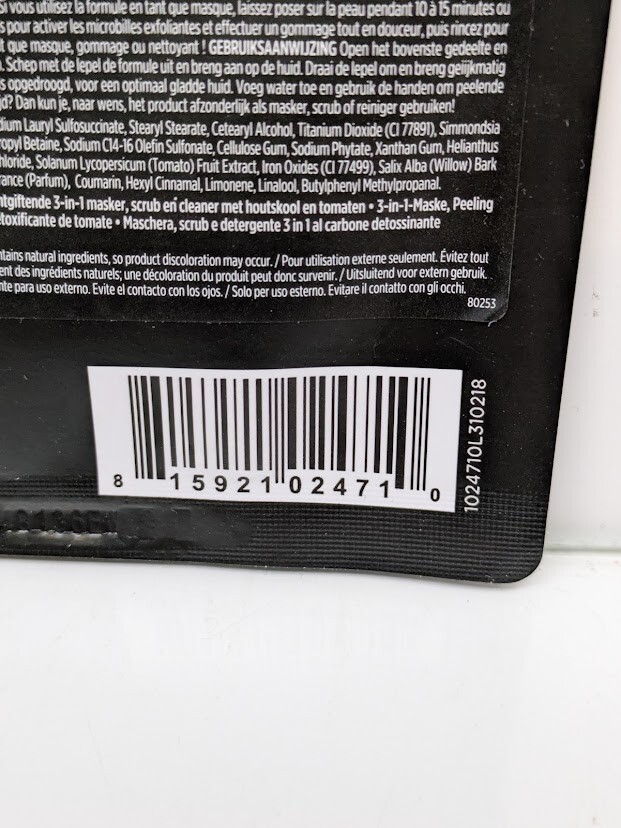 Si vous utilisez la formule en tant que masque, laissez poser sur la peau pendant 10 à 15 minutes ou
s pour activer les microbilles exfoliantes et effectuer un gommage tout en douceur, puis rincez pour
t que masque, gommage ou nettoyant ! GEBRUIKSAANWIJZING Open het bovenste gedeelte en
. Schep met de lepel de formule uit en breng aan op de huid. Draai de lepel om en breng gelijkmatig
s opgedroogd, voor een optimaal gladde huid. Voeg water toe en gebruik de handen om peelende
jd? Dan kun je, naar wens, het product afzonderlijk als masker, scrub of reiniger gebruiken!
dium Lauryl Sulfosuccinate, Stearyl Stearate, Cetearyl Alcohol, Titanium Dioxide (CI 77891), Simmondsia
ropyl Betaine, Sodium C14-16 Olefin Sulfonate, Cellulose Gum, Sodium Phytate, Xanthan Gum, Helianthus
hloride, Solanum Lycopersicum (Tomato) Fruit Extract, Iron Oxides (CI 77499), Salix Alba (Willow) Bark
rance (Parfum), Coumarin, Hexyl Cinnamal, Limonene, Linalool, Butylphenyl Methylpropanal.
ntgiftende 3-in-1 masker, scrub en cleaner met houtskool en tomaten • 3-in-1-Maske, Peeling
etoxificante de tomate • Maschera, scrub e detergente 3 in 1 al carbone detossinante
ntains natural ingredients, so product discoloration may occur. / Pour utilisation externe seulement. Évitez tout
ent des ingrédients naturels; une décoloration du produit peut donc survenir. / Uitsluitend voor extern gebruik.
nte para uso externo. Evite el contacto con los ojos. / Solo per uso esterno. Evitare il contatto con gli occhi.
80253
8 15921 02471 0
1024710L310218